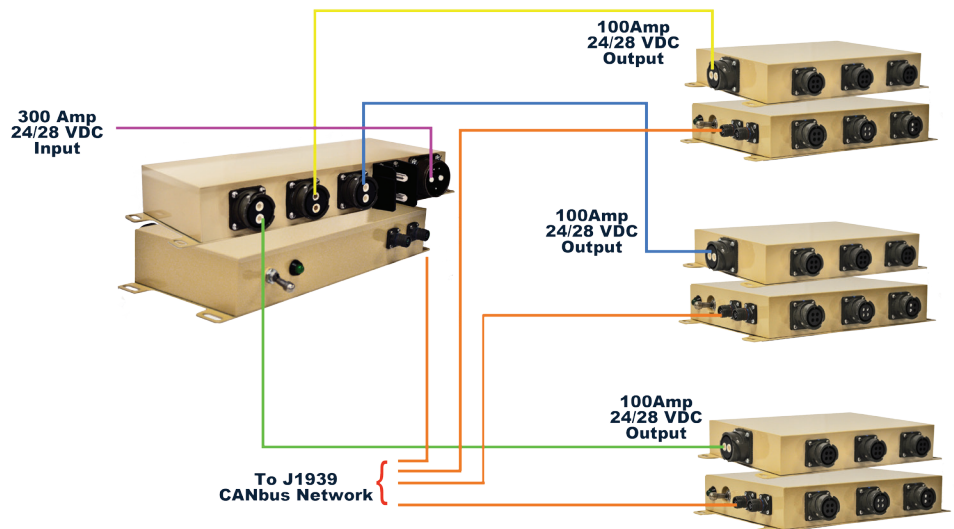 100Amp
24/28 VDC
Output
300 Amp
24/28 VDC
Input
100Amp
24/28 VDC
Output
100Amp
24/28 VDC
Output
To J1939
CANbus Network